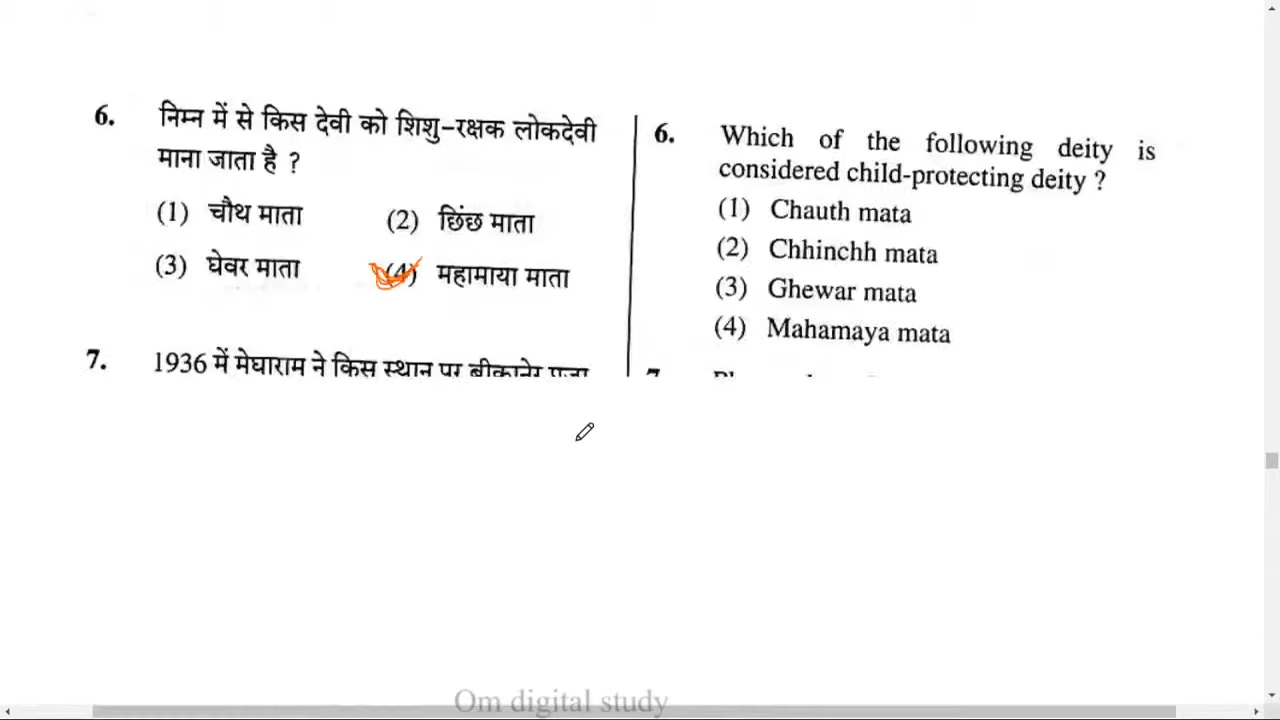 6. निम्न में से किस देवी को शिशु-रक्षक लोकदेवी
माना जाता है ?
(1) चौथ माता (2) छिंछ माता
(3) घेवर माता (4) महामाया माता
7. 1936 में मेघाराम ने किस स्थान पर बीकानेर प्रजा
6. Which of the following deity is
considered child-protecting deity ?
(1) Chauth mata
(2) Chhinchh mata
(3) Ghewar mata
(4) Mahamaya mata
Om digital study